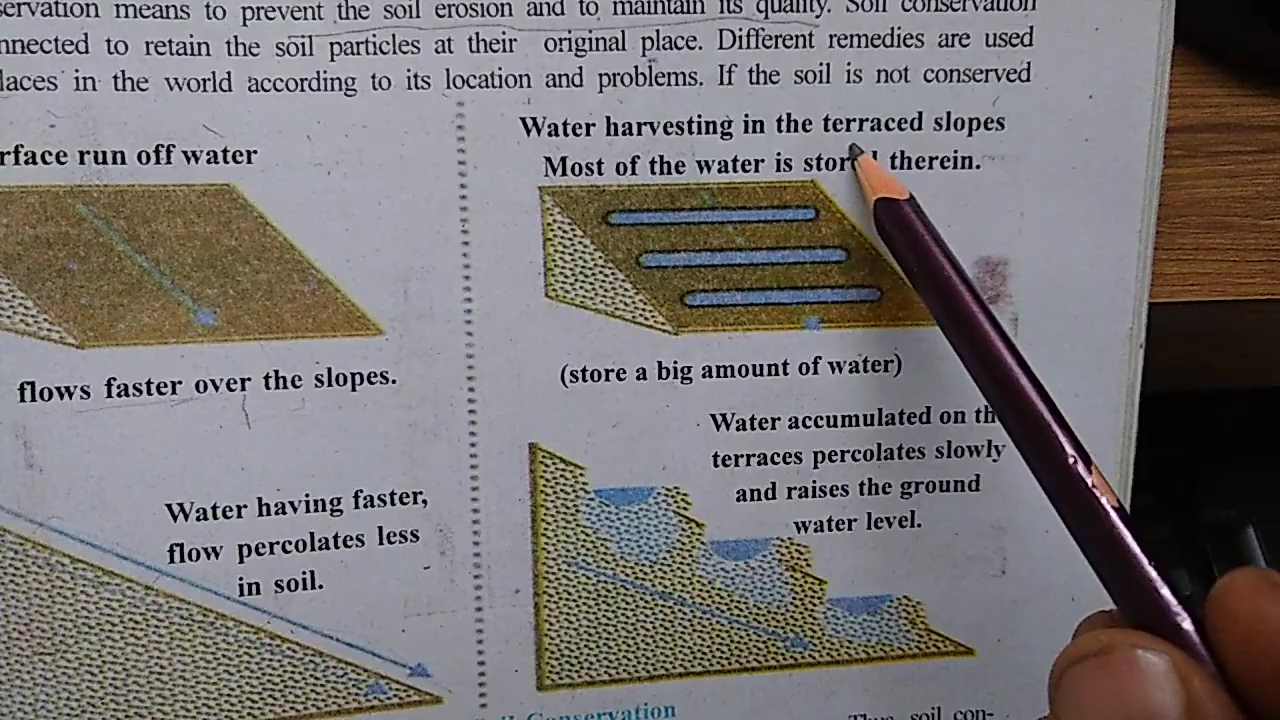 servation means to prevent the soil erosion and to maintain its quality. Soil conservation
nnected to retain the soil particles at their original place. Different remedies are used
laces in the world according to its location and problems. If the soil is not conserved
rface run off water
flows faster over the slopes.
Water having faster,
flow percolates less
in soil.
Water harvesting in the terraced slopes
Most of the water is stor therein.
(store a big amount of water)
Water accumulated on th
terraces percolates slowly
and raises the ground
water level.
Conservation
Thus soil con-